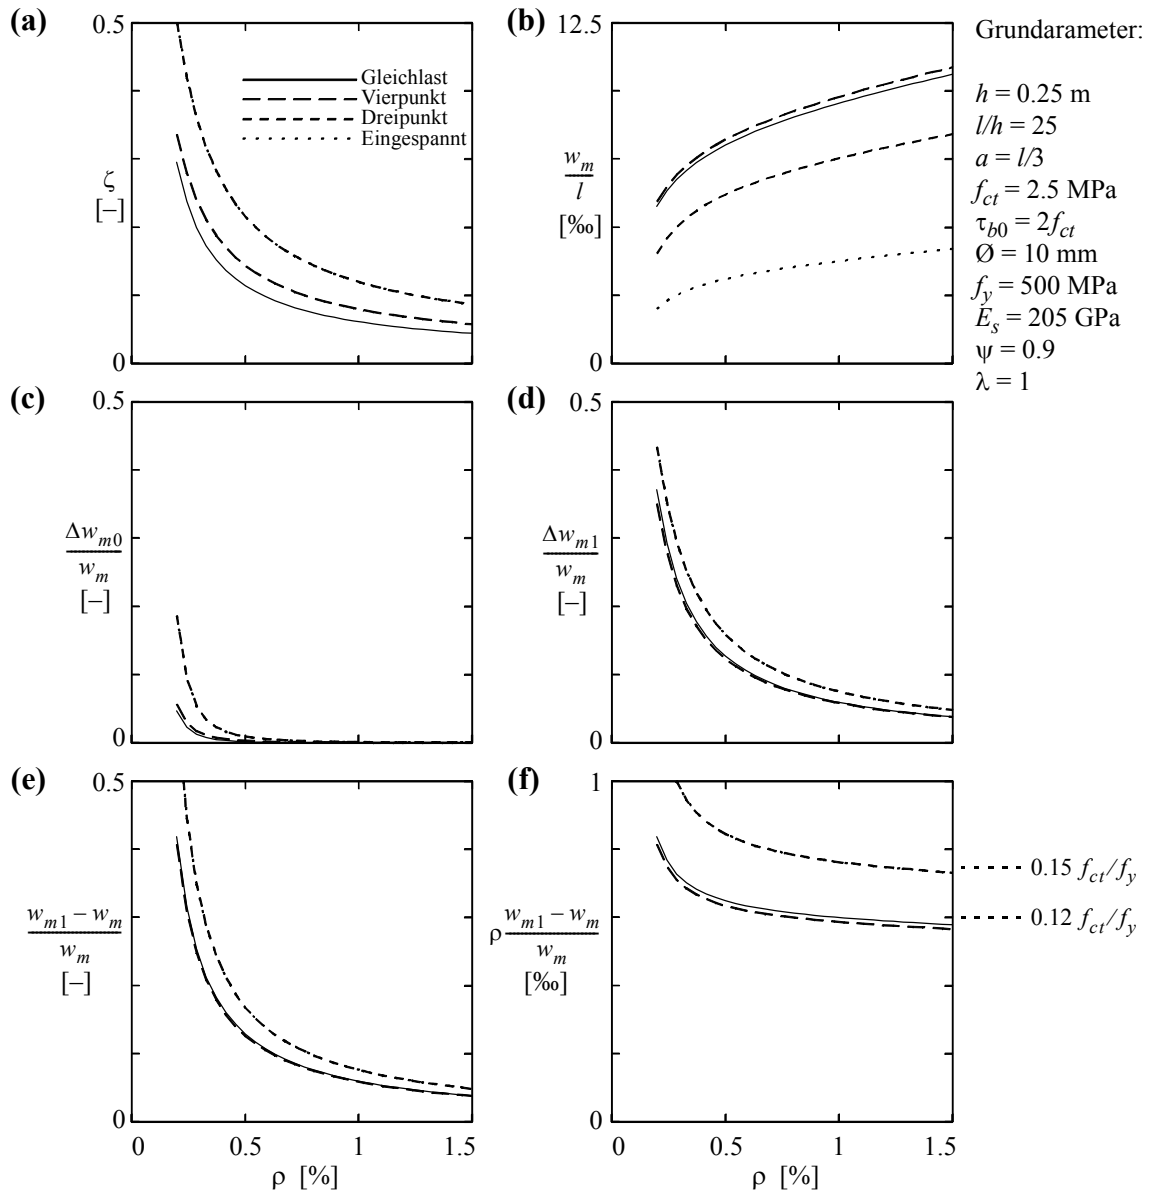 (a)
0.5
ζ
[–]
0
Gleichlast
Vierpunkt
Dreipunkt
Eingespannt
(b)
12.5
w_m
l
[‰]
0
Grundarameter:
h = 0.25 m
l/h = 25
a = l/3
f_ct = 2.5 MPa
τ_b0 = 2f_ct
Ø = 10 mm
f_y = 500 MPa
E_s = 205 GPa
ψ = 0.9
λ = 1
(c)
0.5
Δw_m0
w_m
[–]
0
(d)
0.5
Δw_m1
w_m
[–]
0
(e)
0.5
w_m1 – w_m
w_m
[–]
0
0 0.5 1 1.5
ρ [%]
(f)
1
ρ w_m1 – w_m
w_m
[‰]
0
0 0.5 1 1.5
ρ [%]
0.15 f_ct/f_y
0.12 f_ct/f_y